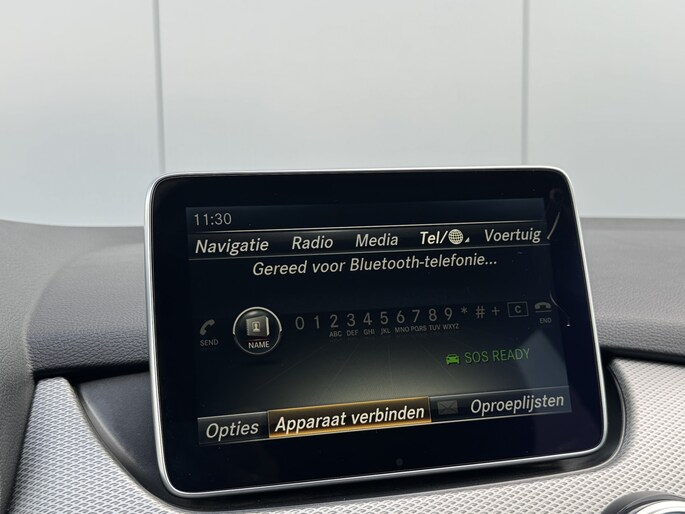 11:30
Navigatie Radio Media Tel/ Voertuig
Gereed voor Bluetooth-telefonie...
0 1 2 3 4 5 6 7 8 9 * # + C
ABC DEF GHI JKL MNO PQRS TUV WXYZ
SEND NAME END
SOS READY
Opties Apparaat verbinden Oproeplijsten